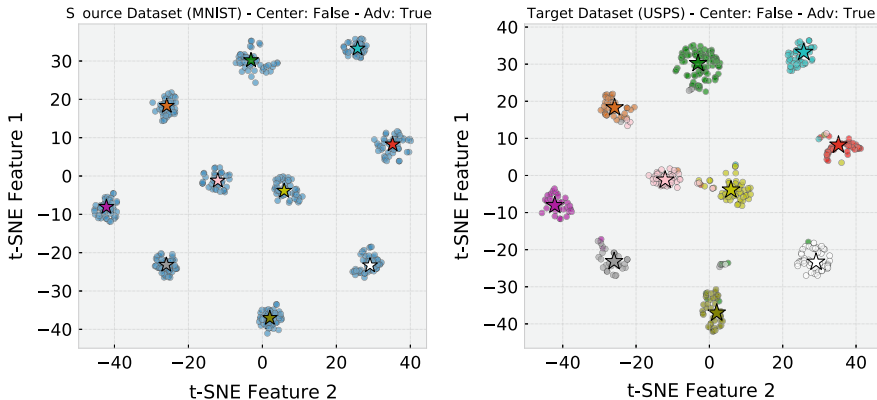 S ource Dataset (MNIST) - Center: False - Adv: True
30
20
10
0
−10
−20
−30
−40
t-SNE Feature 1
−40 −20 0 20 40
t-SNE Feature 2
Target Dataset (USPS) - Center: False - Adv: True
40
30
20
10
0
−10
−20
−30
−40
t-SNE Feature 1
−40 −20 0 20 40
t-SNE Feature 2